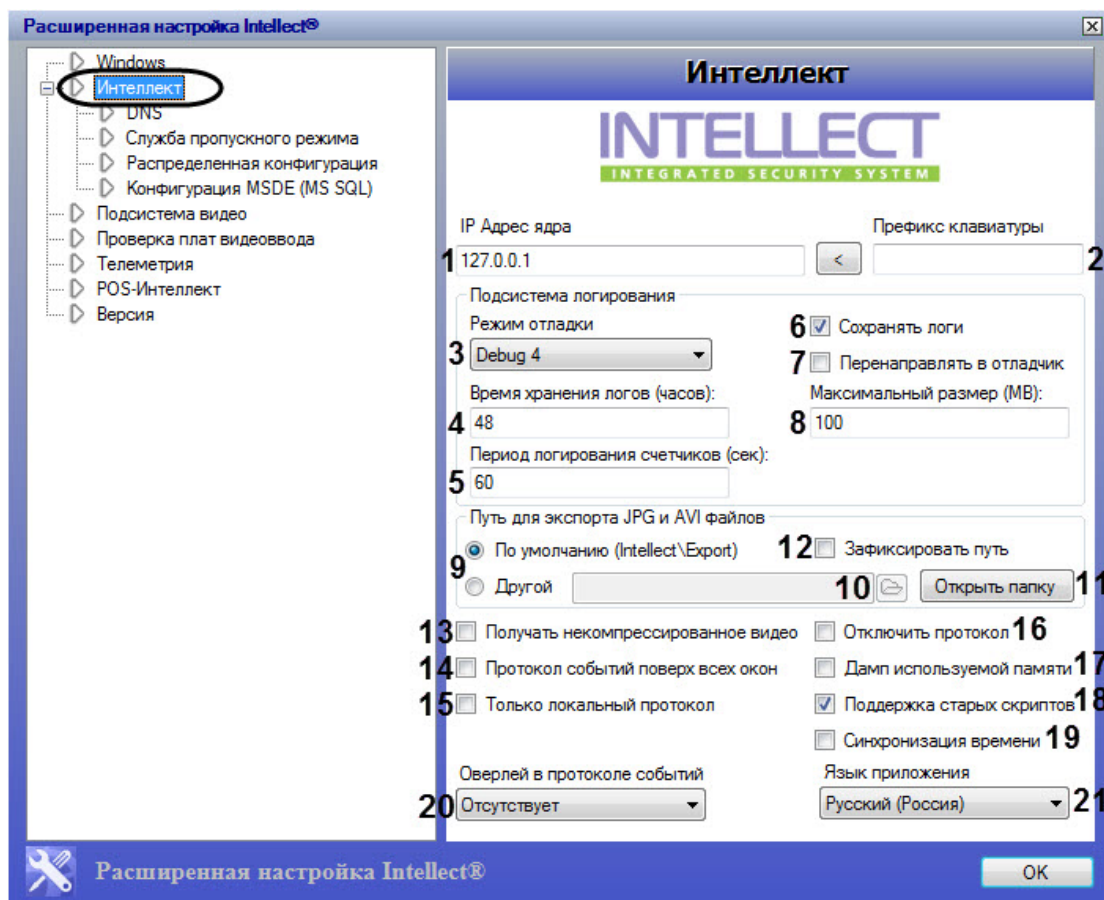 Расширенная настройка Intellect®
Windows
Интеллект
DNS
Служба пропускного режима
Распределенная конфигурация
Конфигурация MSDE (MS SQL)
Подсистема видео
Проверка плат видеоввода
Телеметрия
POS-Интеллект
Версия
Интеллект
INTELLECT
INTEGRATED SECURITY SYSTEM
IP Адрес ядра
Префикс клавиатуры
1 127.0.0.1 < 2
Подсистема логирования
Режим отладки
3 Debug 4
6 Сохранять логи
7 Перенаправлять в отладчик
Время хранения логов (часов):
Максимальный размер (MB):
4 48
8 100
Период логирования счетчиков (сек):
5 60
Путь для экспорта JPG и AVI файлов
9 По умолчанию (Intellect\Export)
12 Зафиксировать путь
Другой 10 Открыть папку 11
13 Получать некомпрессированное видео
Отключить протокол 16
14 Протокол событий поверх всех окон
Дамп используемой памяти 17
15 Только локальный протокол
Поддержка старых скриптов 18
Синхронизация времени 19
Оверлей в протоколе событий
Язык приложения
20 Отсутствует
Русский (Россия) 21
Расширенная настройка Intellect®
OK